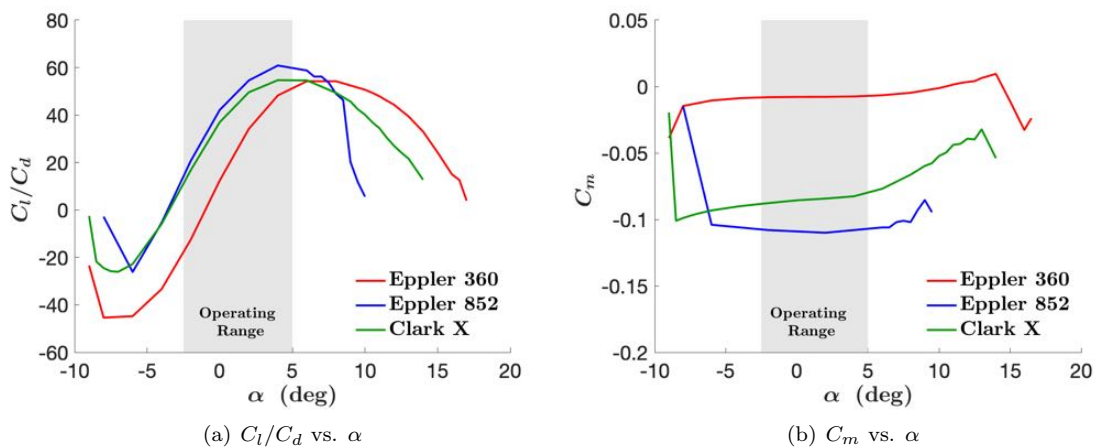 80
60
40
20
0
-20
-40
-60
C_l/C_d
-10
-5
0
5
10
15
20
α (deg)
Operating
Range
Eppler 360
Eppler 852
Clark X
(a) C_l/C_d vs. α
0.05
0
-0.05
-0.1
-0.15
-0.2
C_m
-10
-5
0
5
10
15
20
α (deg)
Operating
Range
Eppler 360
Eppler 852
Clark X
(b) C_m vs. α